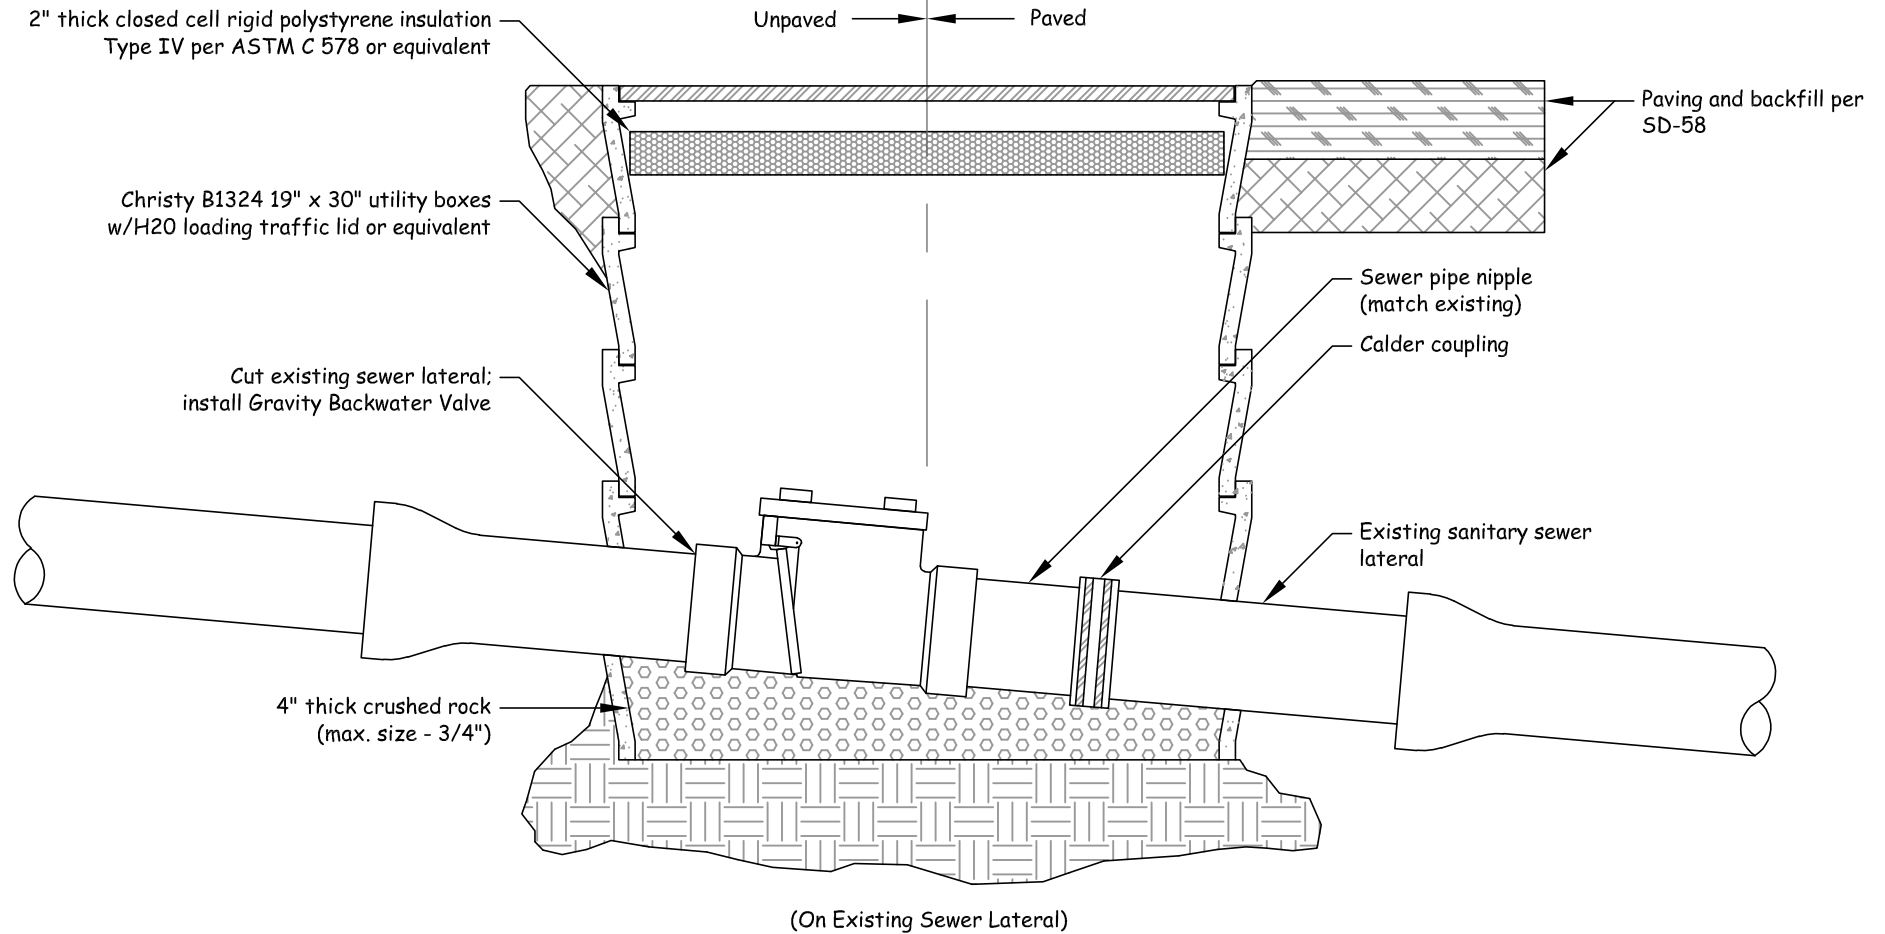 2" thick closed cell rigid polystyrene insulation
Type IV per ASTM C 578 or equivalent
Unpaved
Paved
Paving and backfill per
SD-58
Christy B1324 19" x 30" utility boxes
w/H20 loading traffic lid or equivalent
Sewer pipe nipple
(match existing)
Calder coupling
Cut existing sewer lateral;
install Gravity Backwater Valve
Existing sanitary sewer
lateral
4" thick crushed rock
(max. size - 3/4")
(On Existing Sewer Lateral)